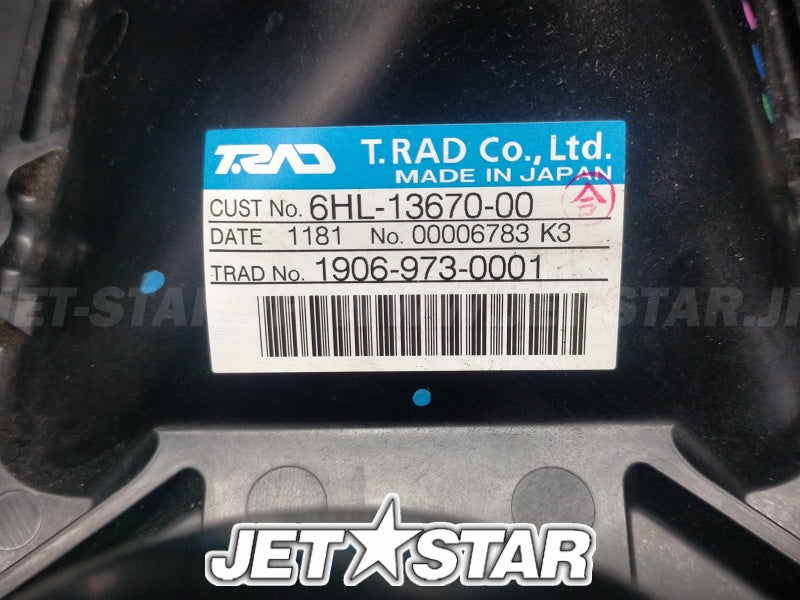 T.RAD T.RAD Co., Ltd.
MADE IN JAPAN
CUST No. 6HL-13670-00
DATE 1181 No. 00006783 K3
TRAD No. 1906-973-0001
JET-STAR
JET-STAR.JP
JET★STAR